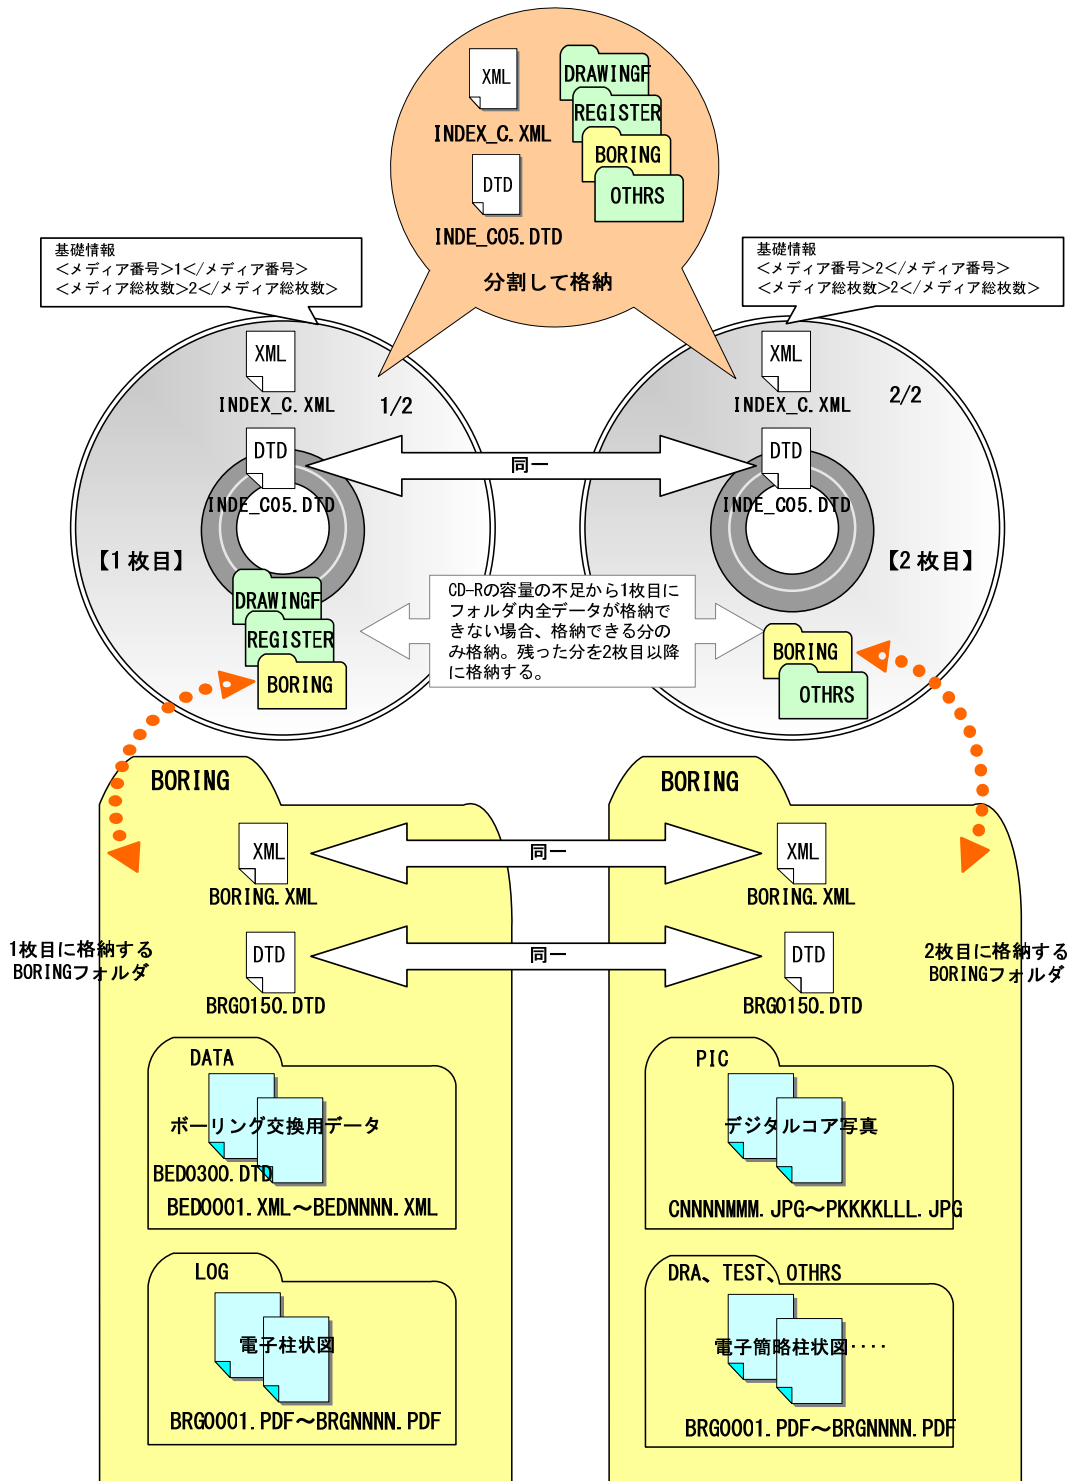 XML
INDEX_C.XML
DTD
INDE_C05.DTD
DRAWINGF
REGISTER
BORING
OTHRS
分割して格納
基礎情報
<メディア番号>1</メディア番号>
<メディア総枚数>2</メディア総枚数>
基礎情報
<メディア番号>2</メディア番号>
<メディア総枚数>2</メディア総枚数>
XML
INDEX_C.XML
1/2
DTD
INDE_C05.DTD
【1枚目】
DRAWINGF
REGISTER
BORING
同一
XML
INDEX_C.XML
2/2
DTD
INDE_C05.DTD
【2枚目】
BORING
OTHRS
CD-Rの容量の不足から1枚目に
フォルダ内全データが格納で
きない場合、格納できる分の
み格納。残った分を2枚目以降
に格納する。
BORING
XML
BORING.XML
1枚目に格納する
BORINGフォルダ
DTD
BRG0150.DTD
同一
同一
BORING
XML
BORING.XML
2枚目に格納する
BORINGフォルダ
DTD
BRG0150.DTD
DATA
ボーリング交換用データ
BED0300.DTD
BED0001.XML～BEDNNNN.XML
PIC
デジタルコア写真
CNNNNMMM.JPG～PKKKKLLL.JPG
LOG
電子柱状図
BRG0001.PDF～BRGNNNN.PDF
DRA、TEST、OTHRS
電子簡略柱状図････
BRG0001.PDF～BRGNNNN.PDF